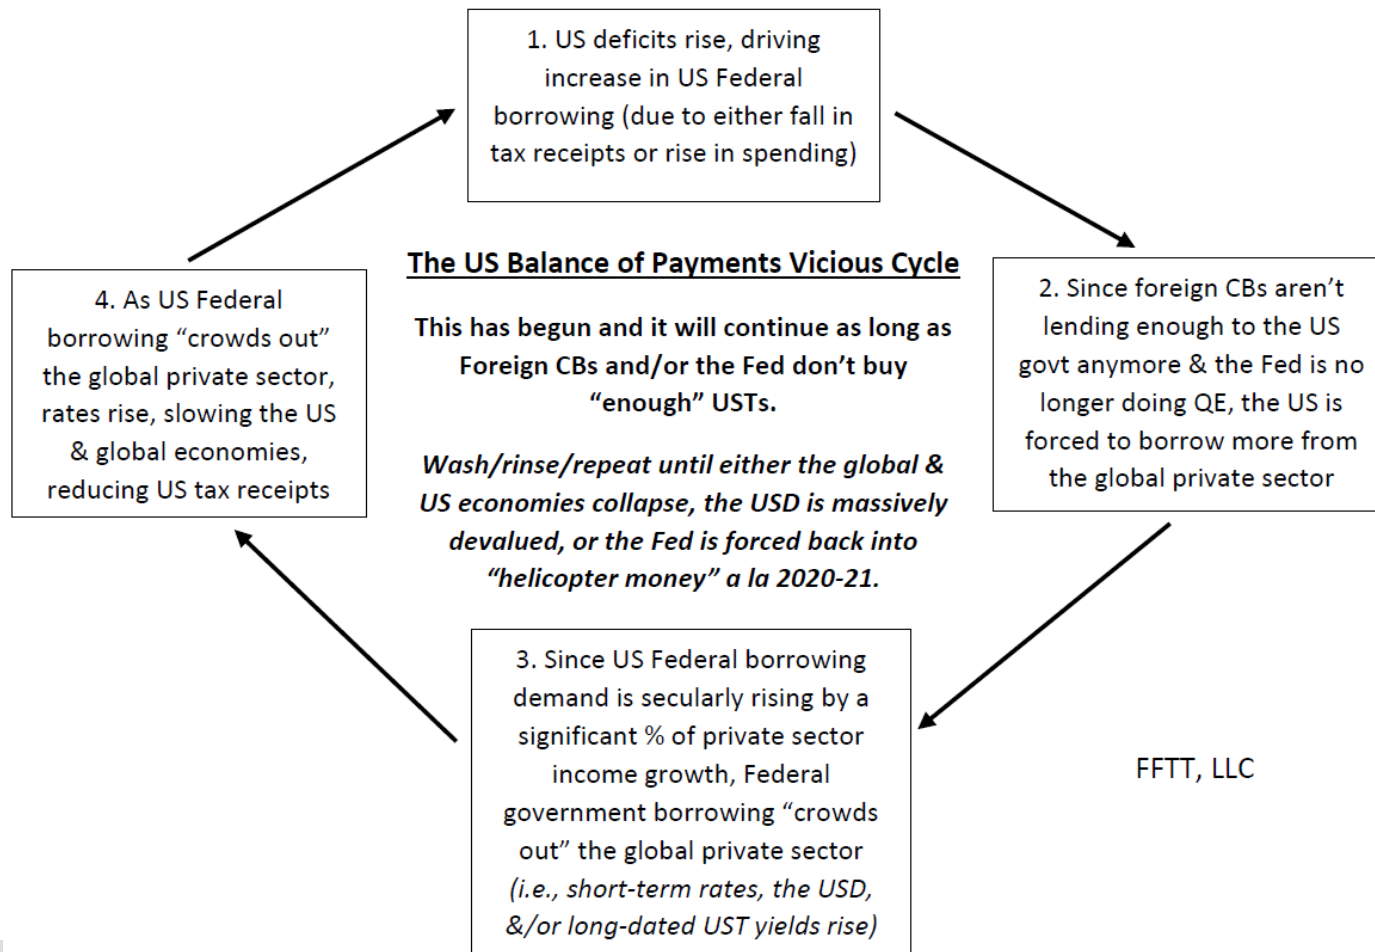 1. US deficits rise, driving
increase in US Federal
borrowing (due to either fall in
tax receipts or rise in spending)
The US Balance of Payments Vicious Cycle
This has begun and it will continue as long as
Foreign CBs and/or the Fed don’t buy
“enough” USTs.
Wash/rinse/repeat until either the global &
US economies collapse, the USD is massively
devalued, or the Fed is forced back into
“helicopter money” a la 2020-21.
2. Since foreign CBs aren’t
lending enough to the US
govt anymore & the Fed is no
longer doing QE, the US is
forced to borrow more from
the global private sector
3. Since US Federal borrowing
demand is secularly rising by a
significant % of private sector
income growth, Federal
government borrowing “crowds
out” the global private sector
(i.e., short-term rates, the USD,
&/or long-dated UST yields rise)
4. As US Federal
borrowing “crowds out”
the global private sector,
rates rise, slowing the US
& global economies,
reducing US tax receipts
FFTT, LLC